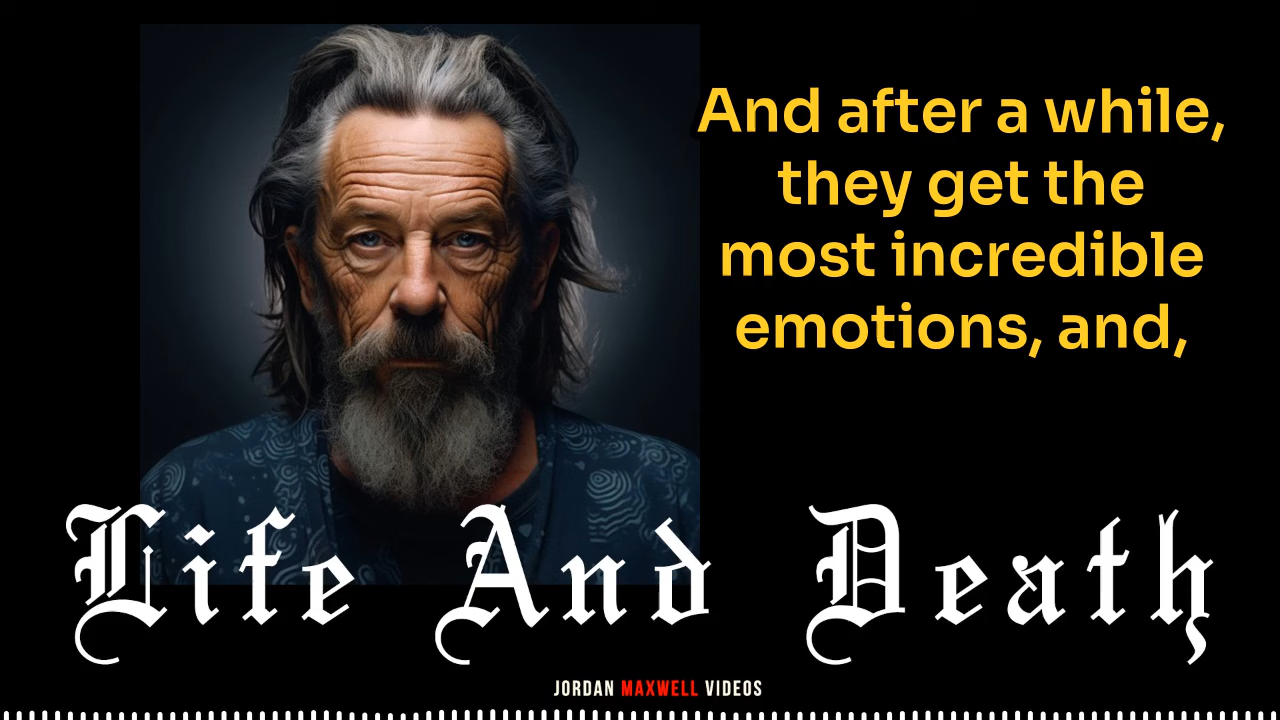 And after a while,
they get the
most incredible
emotions, and,
Life And Death
JORDAN MAXWELL VIDEOS